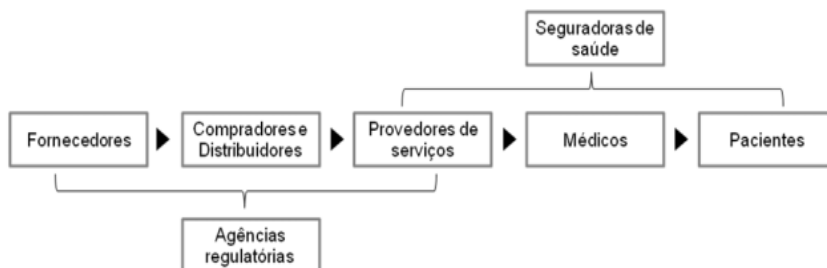 Seguradoras de
saúde
Fornecedores
Compradores e
Distribuidores
Provedores de
serviços
Médicos
Pacientes
Agências
regulatórias